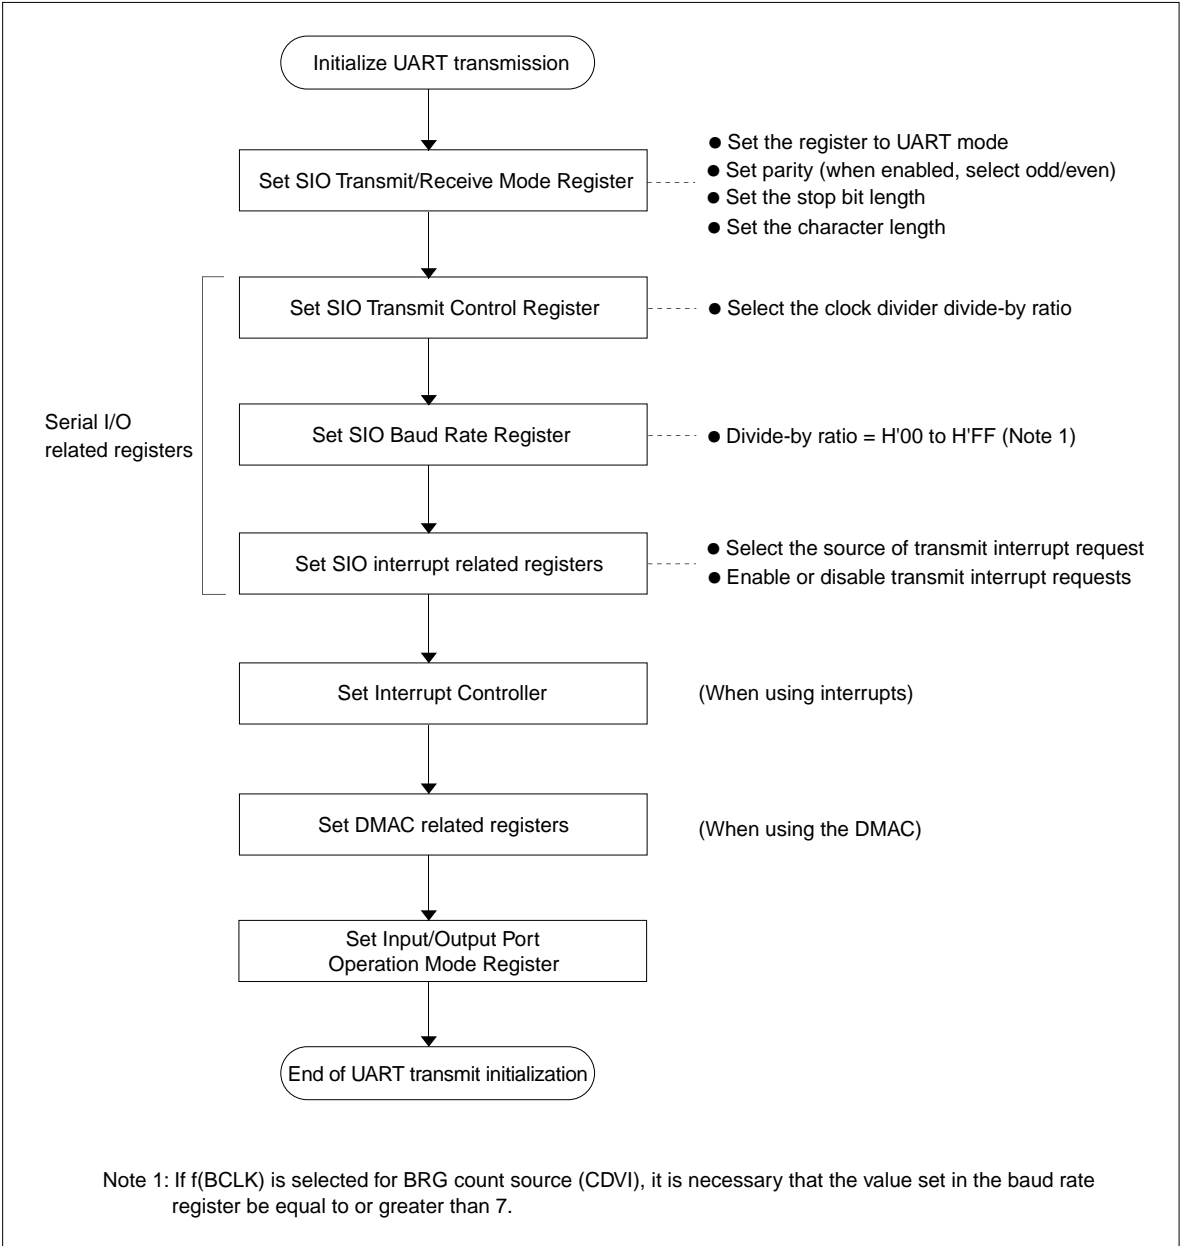 Initialize UART transmission
Set SIO Transmit/Receive Mode Register
● Set the register to UART mode
● Set parity (when enabled, select odd/even)
● Set the stop bit length
● Set the character length
Serial I/O
related registers
Set SIO Transmit Control Register
● Select the clock divider divide-by ratio
Set SIO Baud Rate Register
● Divide-by ratio = H'00 to H'FF (Note 1)
Set SIO interrupt related registers
● Select the source of transmit interrupt request
● Enable or disable transmit interrupt requests
Set Interrupt Controller
(When using interrupts)
Set DMAC related registers
(When using the DMAC)
Set Input/Output Port
Operation Mode Register
End of UART transmit initialization
Note 1: If f(BCLK) is selected for BRG count source (CDVI), it is necessary that the value set in the baud rate
register be equal to or greater than 7.